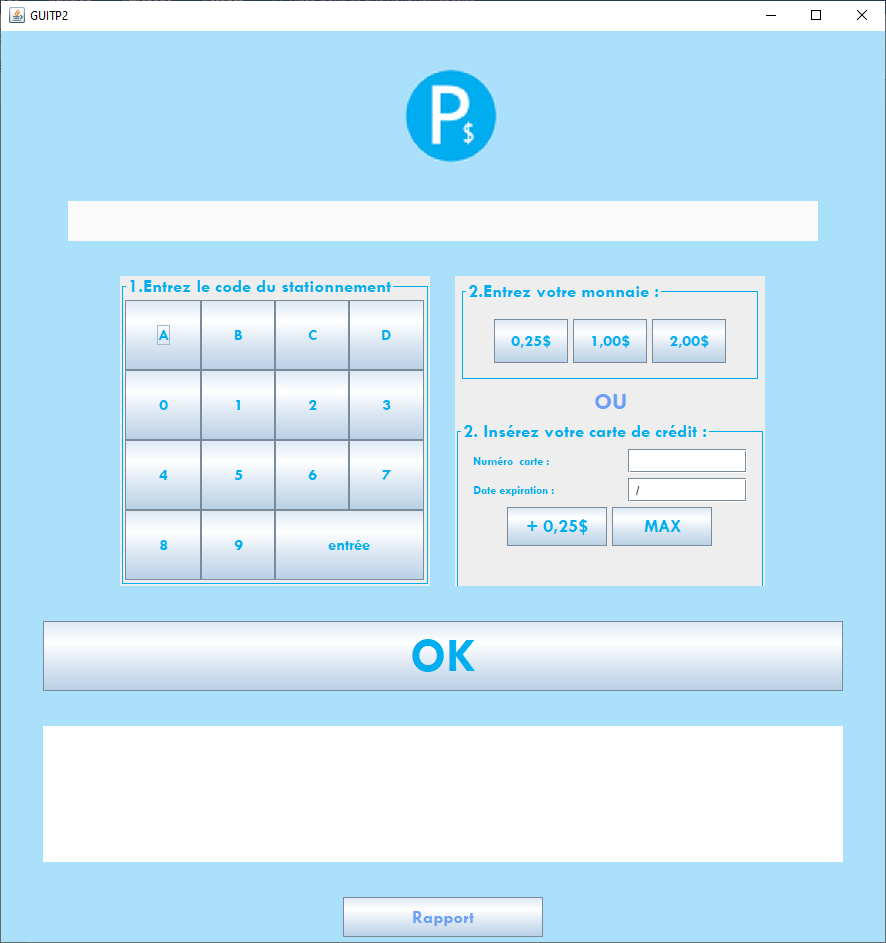 GUITP2
P$
1.Entrez le code du stationnement
A B C D
0 1 2 3
4 5 6 7
8 9 entrée
2.Entrez votre monnaie :
0,25$ 1,00$ 2,00$
OU
2. Insérez votre carte de crédit :
Numéro carte :
Date expiration : /
+ 0,25$ MAX
OK
Rapport